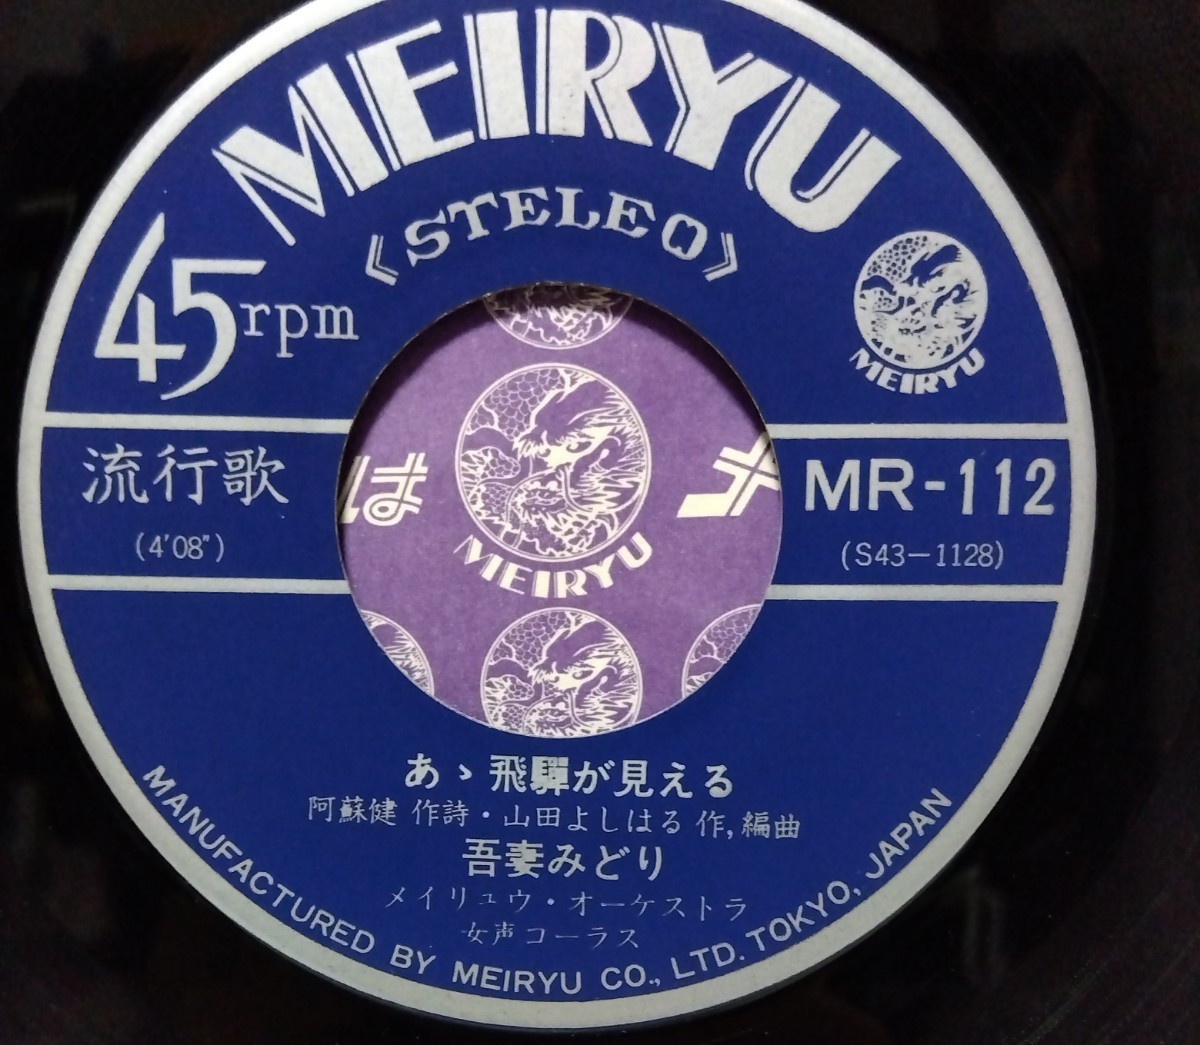 MEIRYU
《STELEO》
45rpm
MEIRYU
流行歌
(4'08")
は
メ
MR-112
(S43-1128)
MEIRYU
あゝ飛騨が見える
阿蘇健 作詩・山田よしはる 作,編曲
吾妻みどり
メイリュウ・オーケストラ
女声コーラス
MANUFACTURED BY MEIRYU CO., LTD. TOKYO, JAPAN